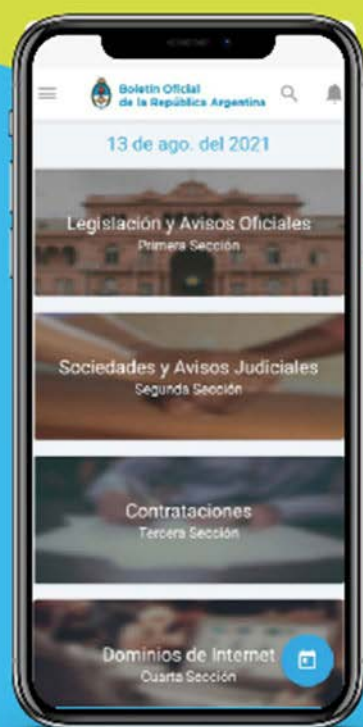 Boletín Oficial
de la República Argentina
13 de ago. del 2021
Legislación y Avisos Oficiales
Primera Sección
Sociedades y Avisos Judiciales
Segunda Sección
Contrataciones
Tercera Sección
Dominios de Internet
Cuarta Sección